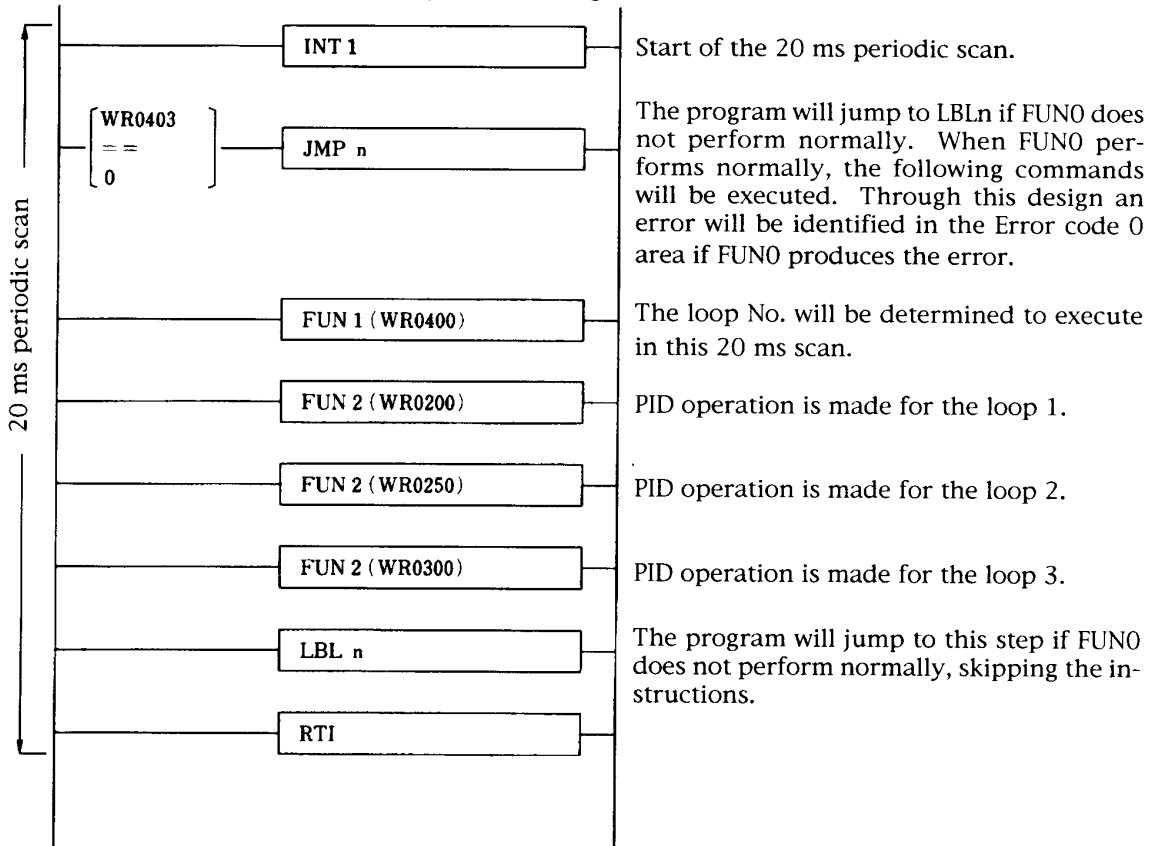 INT 1
Start of the 20 ms periodic scan.
WR0403
==
0
JMP n
The program will jump to LBLn if FUN0 does
not perform normally. When FUN0 per-
forms normally, the following commands
will be executed. Through this design an
error will be identified in the Error code 0
area if FUN0 produces the error.
20 ms periodic scan
FUN 1 (WR0400)
The loop No. will be determined to execute
in this 20 ms scan.
FUN 2 (WR0200)
PID operation is made for the loop 1.
FUN 2 (WR0250)
PID operation is made for the loop 2.
FUN 2 (WR0300)
PID operation is made for the loop 3.
LBL n
The program will jump to this step if FUN0
does not perform normally, skipping the in-
structions.
RTI